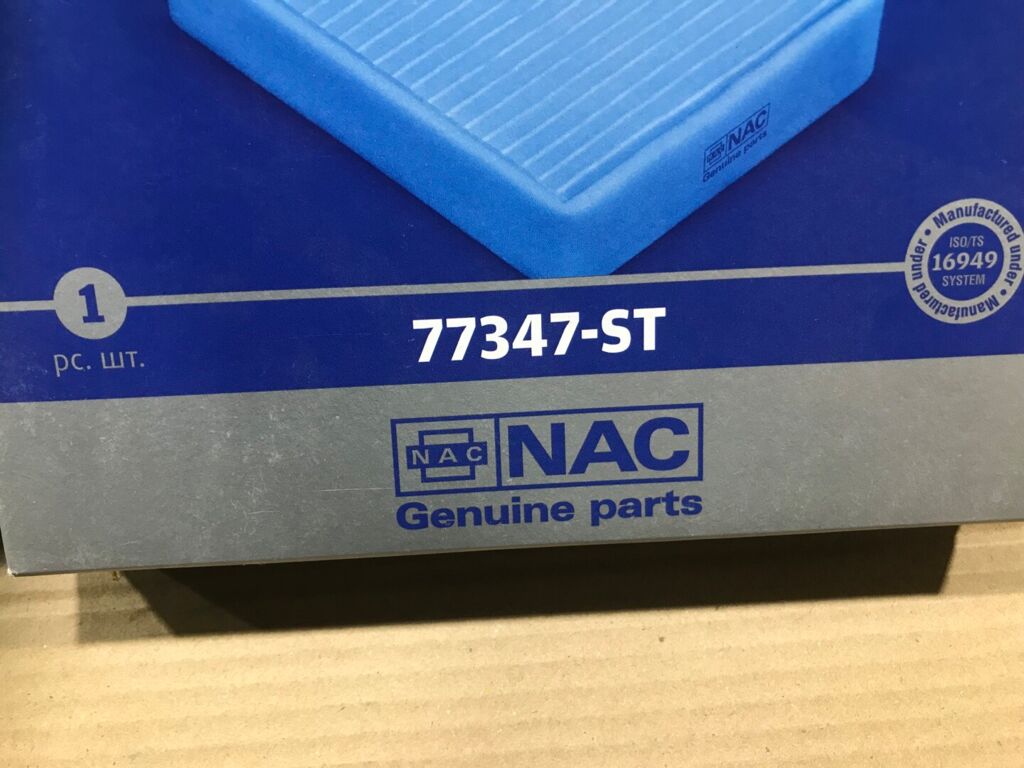 NAC
Genuine parts
Manufactured under • Manufactured under •
ISO/TS
16949
SYSTEM
1
pc. шт.
77347-ST
NAC NAC
Genuine parts